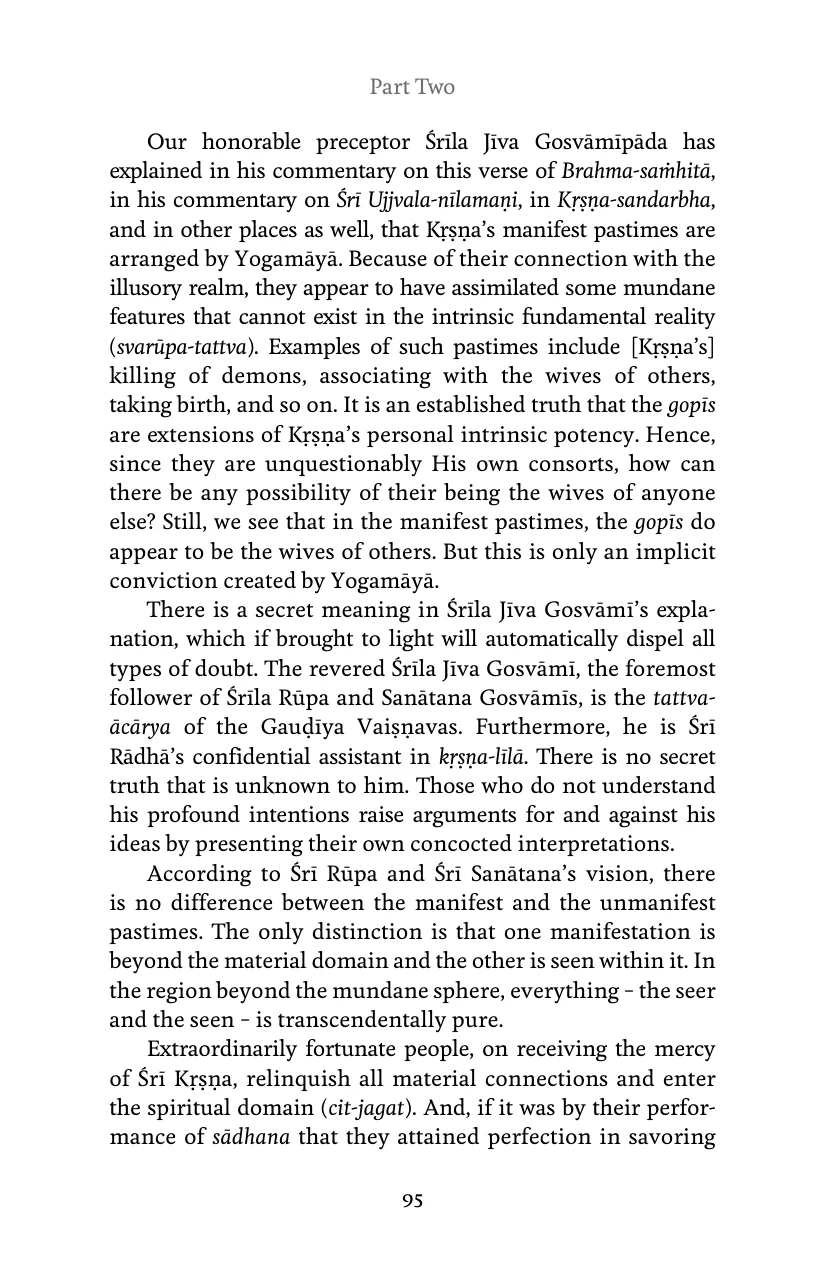 Part Two
Our honorable preceptor Śrīla Jīva Gosvāmīpāda has
explained in his commentary on this verse of Brahma-saṁhitā,
in his commentary on Śrī Ujjvala-nīlamaṇi, in Kṛṣṇa-sandarbha,
and in other places as well, that Kṛṣṇa’s manifest pastimes are
arranged by Yogamāyā. Because of their connection with the
illusory realm, they appear to have assimilated some mundane
features that cannot exist in the intrinsic fundamental reality
(svarūpa-tattva). Examples of such pastimes include [Kṛṣṇa’s]
killing of demons, associating with the wives of others,
taking birth, and so on. It is an established truth that the gopīs
are extensions of Kṛṣṇa’s personal intrinsic potency. Hence,
since they are unquestionably His own consorts, how can
there be any possibility of their being the wives of anyone
else? Still, we see that in the manifest pastimes, the gopīs do
appear to be the wives of others. But this is only an implicit
conviction created by Yogamāyā.
There is a secret meaning in Śrīla Jīva Gosvāmī’s expla-
nation, which if brought to light will automatically dispel all
types of doubt. The revered Śrīla Jīva Gosvāmī, the foremost
follower of Śrīla Rūpa and Sanātana Gosvāmīs, is the tattva-
ācārya of the Gauḍīya Vaiṣṇavas. Furthermore, he is Śrī
Rādhā’s confidential assistant in kṛṣṇa-līlā. There is no secret
truth that is unknown to him. Those who do not understand
his profound intentions raise arguments for and against his
ideas by presenting their own concocted interpretations.
According to Śrī Rūpa and Śrī Sanātana’s vision, there
is no difference between the manifest and the unmanifest
pastimes. The only distinction is that one manifestation is
beyond the material domain and the other is seen within it. In
the region beyond the mundane sphere, everything – the seer
and the seen – is transcendentally pure.
Extraordinarily fortunate people, on receiving the mercy
of Śrī Kṛṣṇa, relinquish all material connections and enter
the spiritual domain (cit-jagat). And, if it was by their perfor-
mance of sādhana that they attained perfection in savoring
95